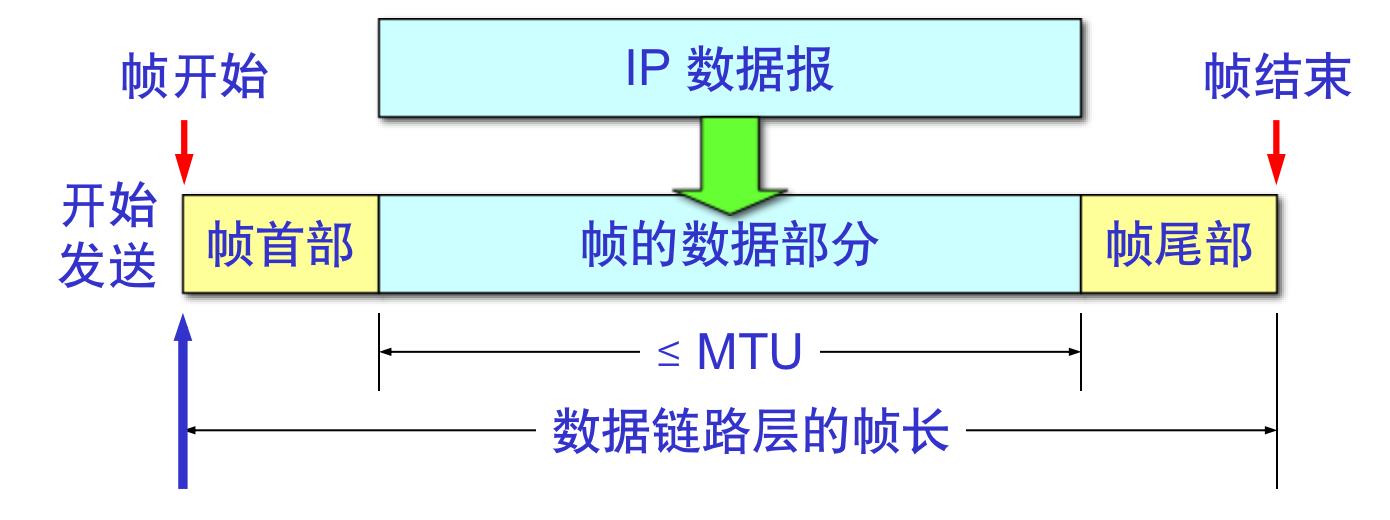 IP 数据报
帧开始
帧结束
开始
发送
帧首部
帧的数据部分
帧尾部
≤ MTU
数据链路层的帧长